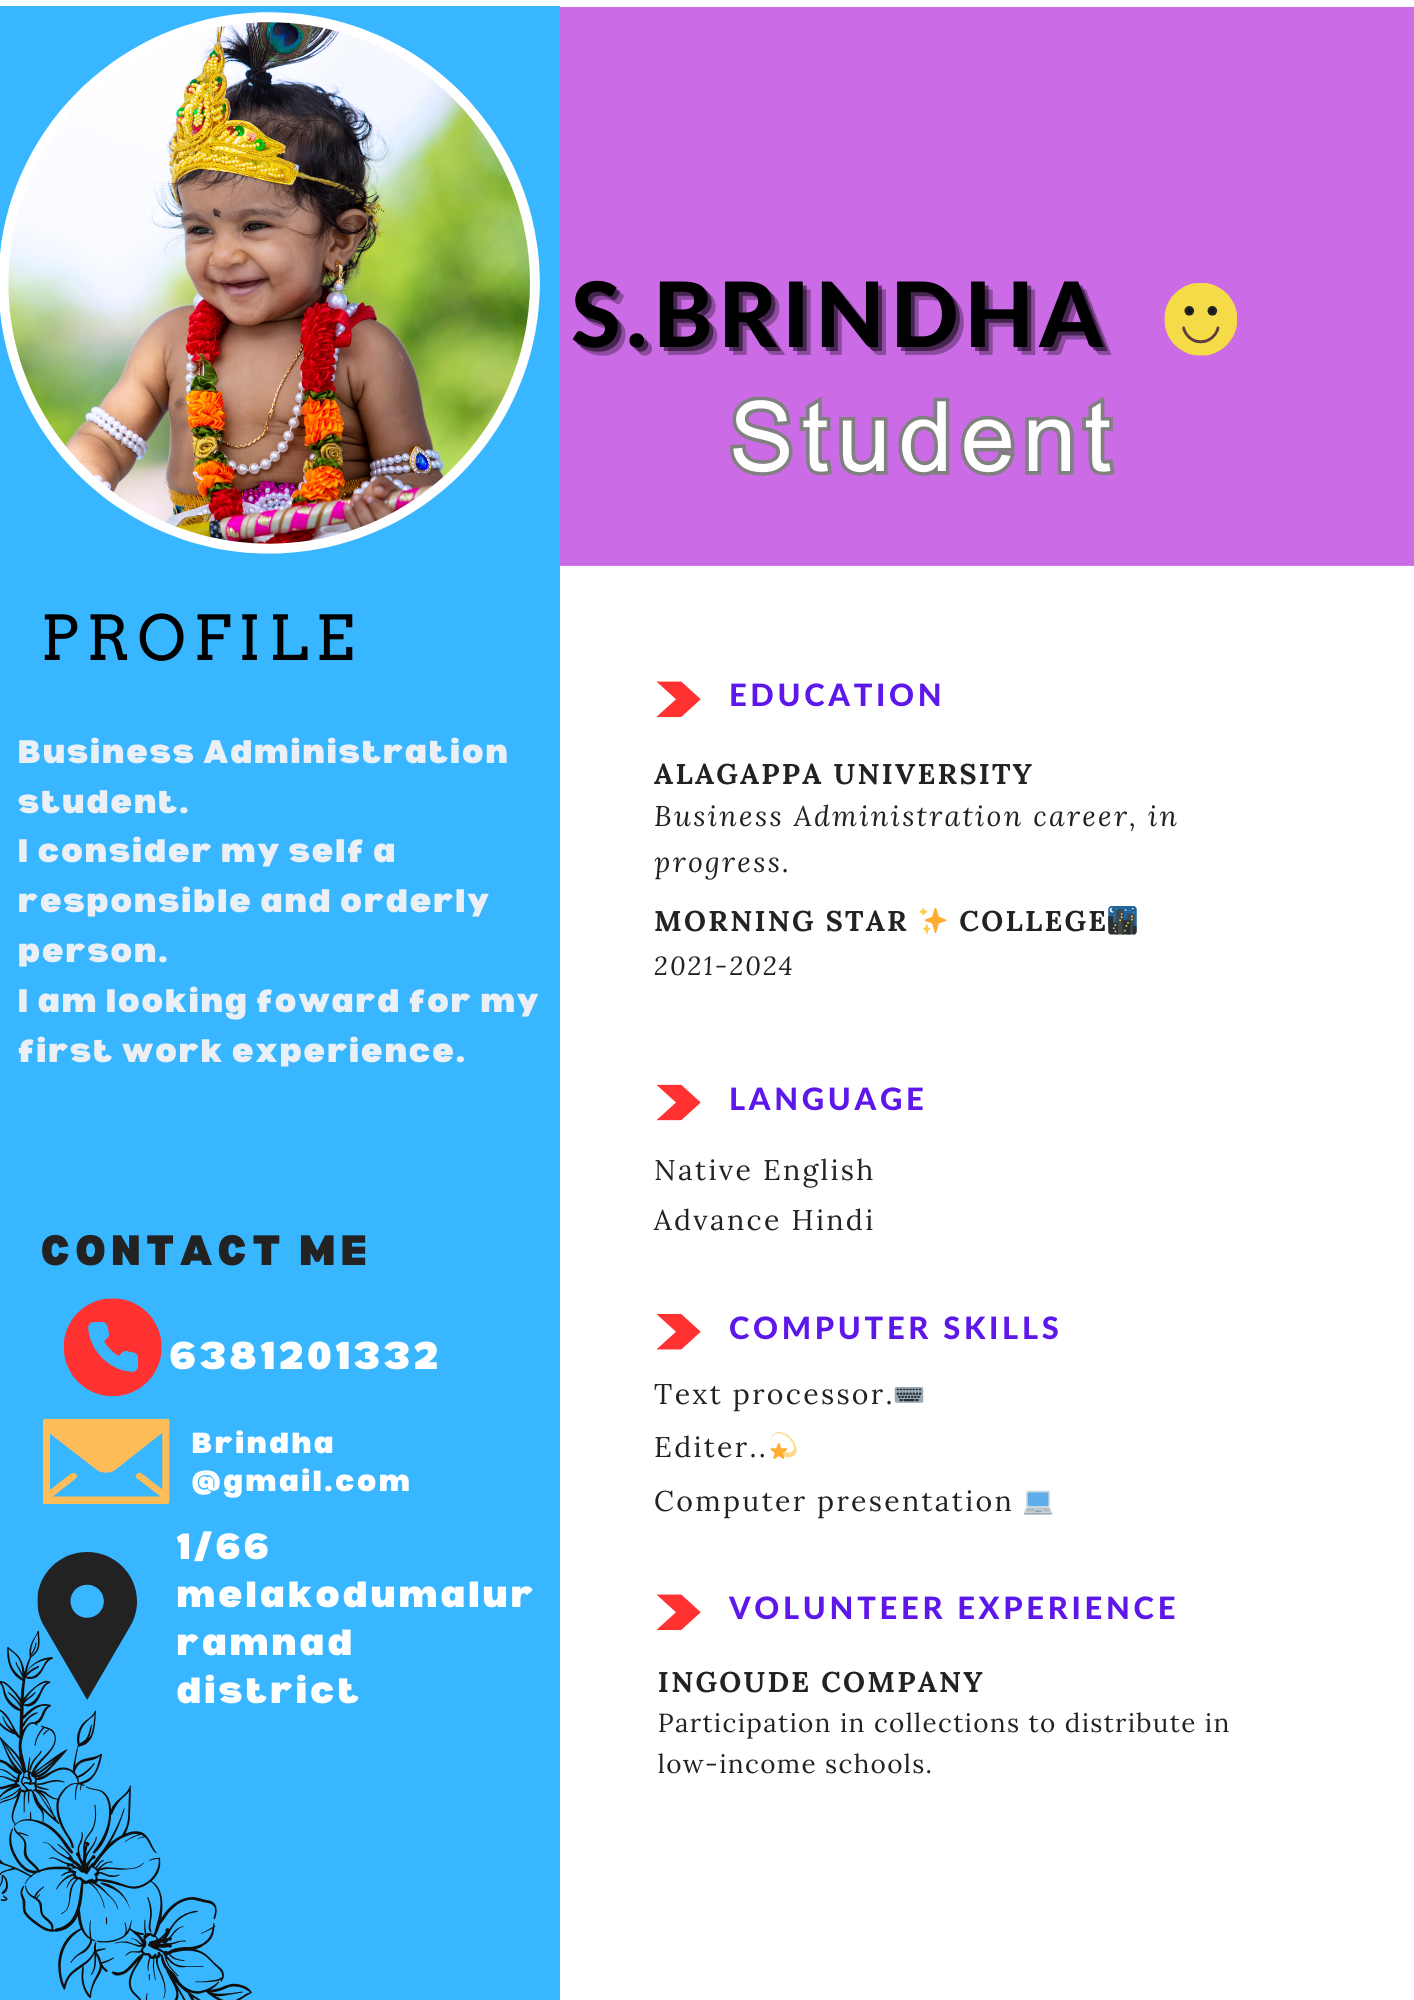 S.BRINDHA
Student
PROFILE
Business Administration
student.
I consider my self a
responsible and orderly
person.
I am looking foward for my
first work experience.
CONTACT ME
6381201332
Brindha
@gmail.com
1/66
melakodumalur
ramnad
district
EDUCATION
ALAGAPPA UNIVERSITY
Business Administration career, in
progress.
MORNING STAR ✨ COLLEGE🌃
2021-2024
LANGUAGE
Native English
Advance Hindi
COMPUTER SKILLS
Text processor.⌨️
Editer..💫
Computer presentation 💻
VOLUNTEER EXPERIENCE
INGOUDE COMPANY
Participation in collections to distribute in
low-income schools.